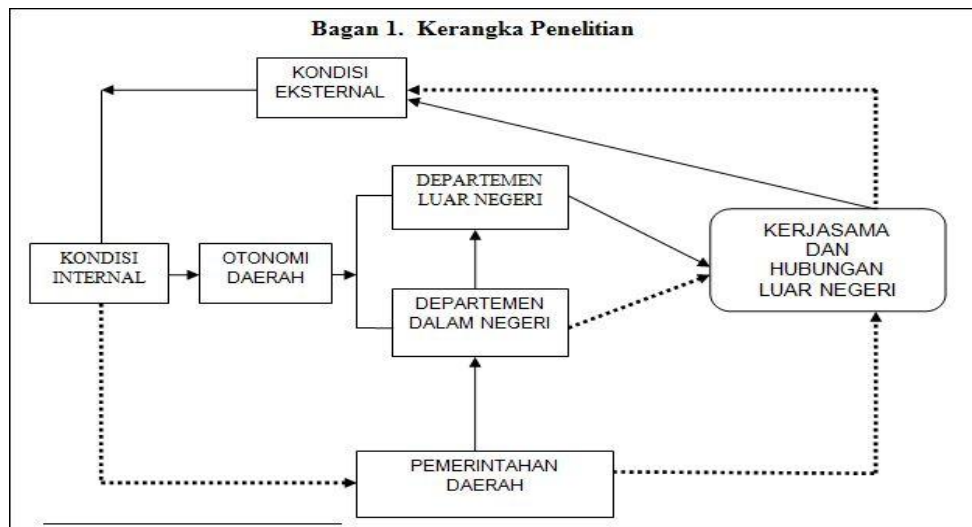 Bagan 1. Kerangka Penelitian
KONDISI
EKSTERNAL
DEPARTEMEN
LUAR NEGERI
KERJASAMA
DAN
HUBUNGAN
LUAR NEGERI
KONDISI
INTERNAL
OTONOMI
DAERAH
DEPARTEMEN
DALAM NEGERI
PEMERINTAHAN
DAERAH